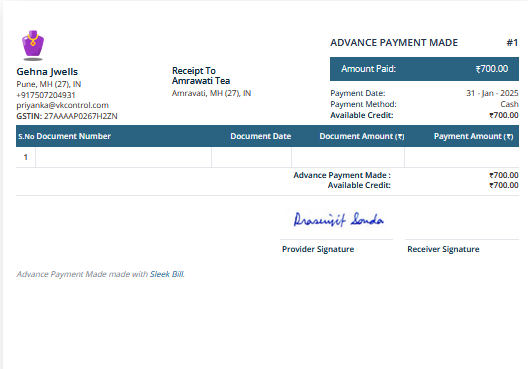 ADVANCE PAYMENT MADE #1
Gehna Jwells
Pune, MH (27), IN
+917507204931
priyanka@vkcontrol.com
GSTIN: 27AAAAP0267H2ZN
Receipt To
Amrawati Tea
Amravati, MH (27), IN
Amount Paid: ₹700.00
Payment Date: 31 - Jan - 2025
Payment Method: Cash
Available Credit: ₹700.00
S.No Document Number Document Date Document Amount (₹) Payment Amount (₹)
1
Advance Payment Made : ₹700.00
Available Credit: ₹700.00
Prasenjit Sonda
Provider Signature Receiver Signature
Advance Payment Made made with Sleek Bill.